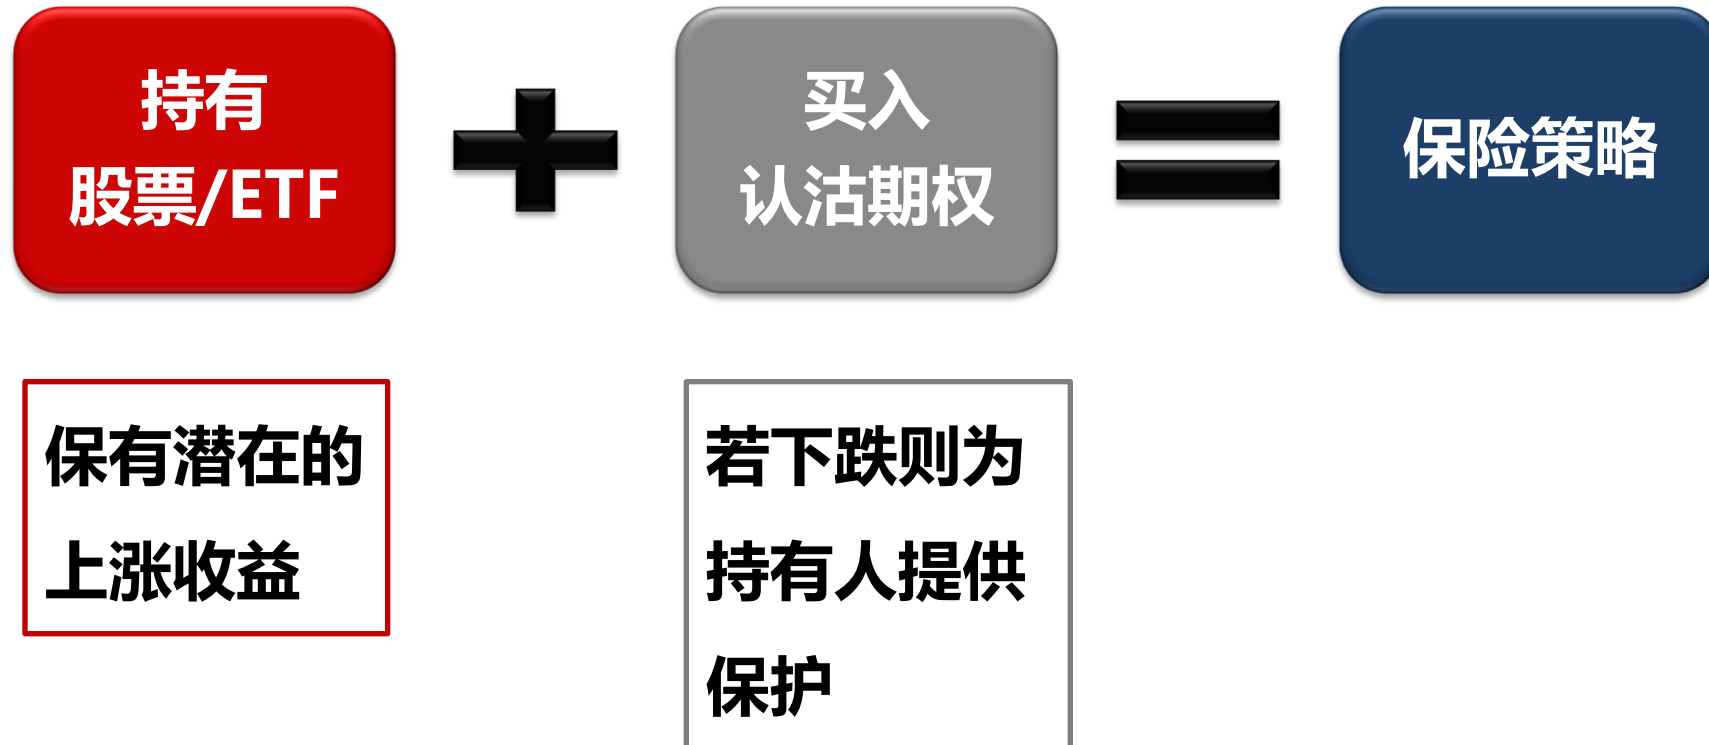 持有
股票/ETF
买入
认沽期权
保险策略
保有潜在的
上涨收益
若下跌则为
持有人提供
保护